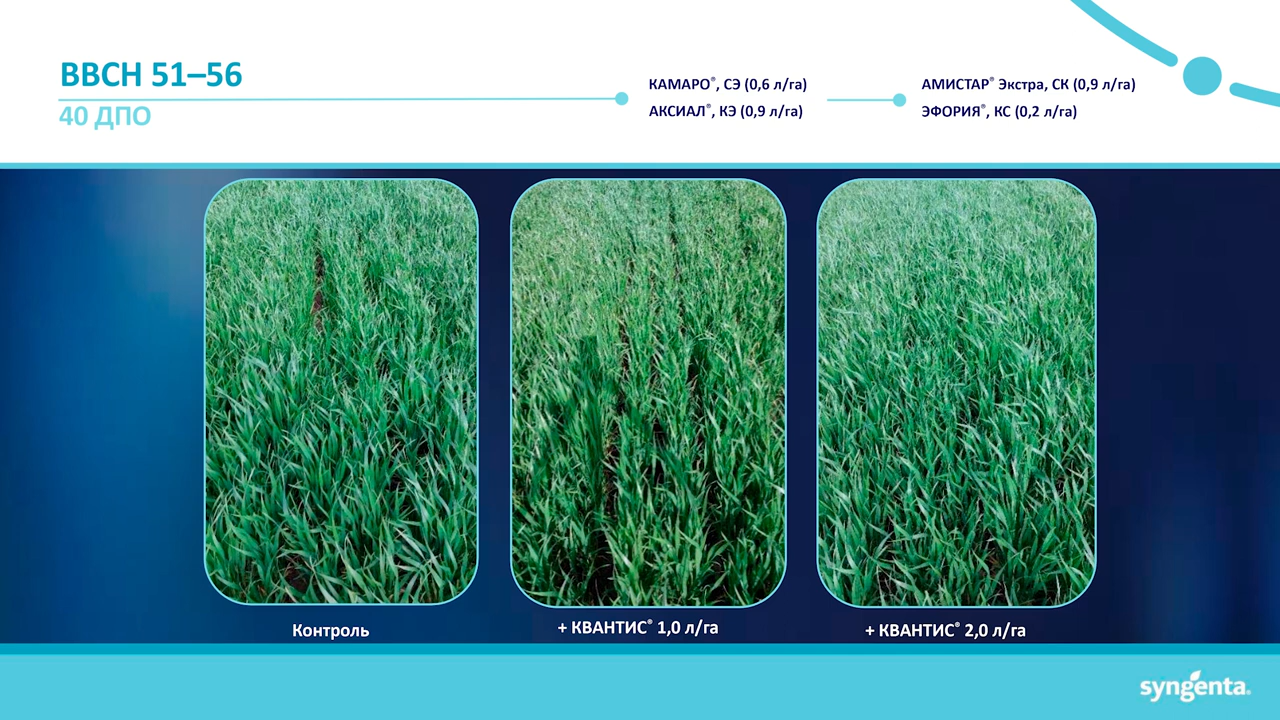 ВВСН 51–56
40 ДПО
КАМАРО®, СЭ (0,6 л/га)
АКСИАЛ®, КЭ (0,9 л/га)
АМИСТАР® Экстра, СК (0,9 л/га)
ЭФОРИЯ®, КС (0,2 л/га)
Контроль
+ КВАНТИС® 1,0 л/га
+ КВАНТИС® 2,0 л/га
syngenta.